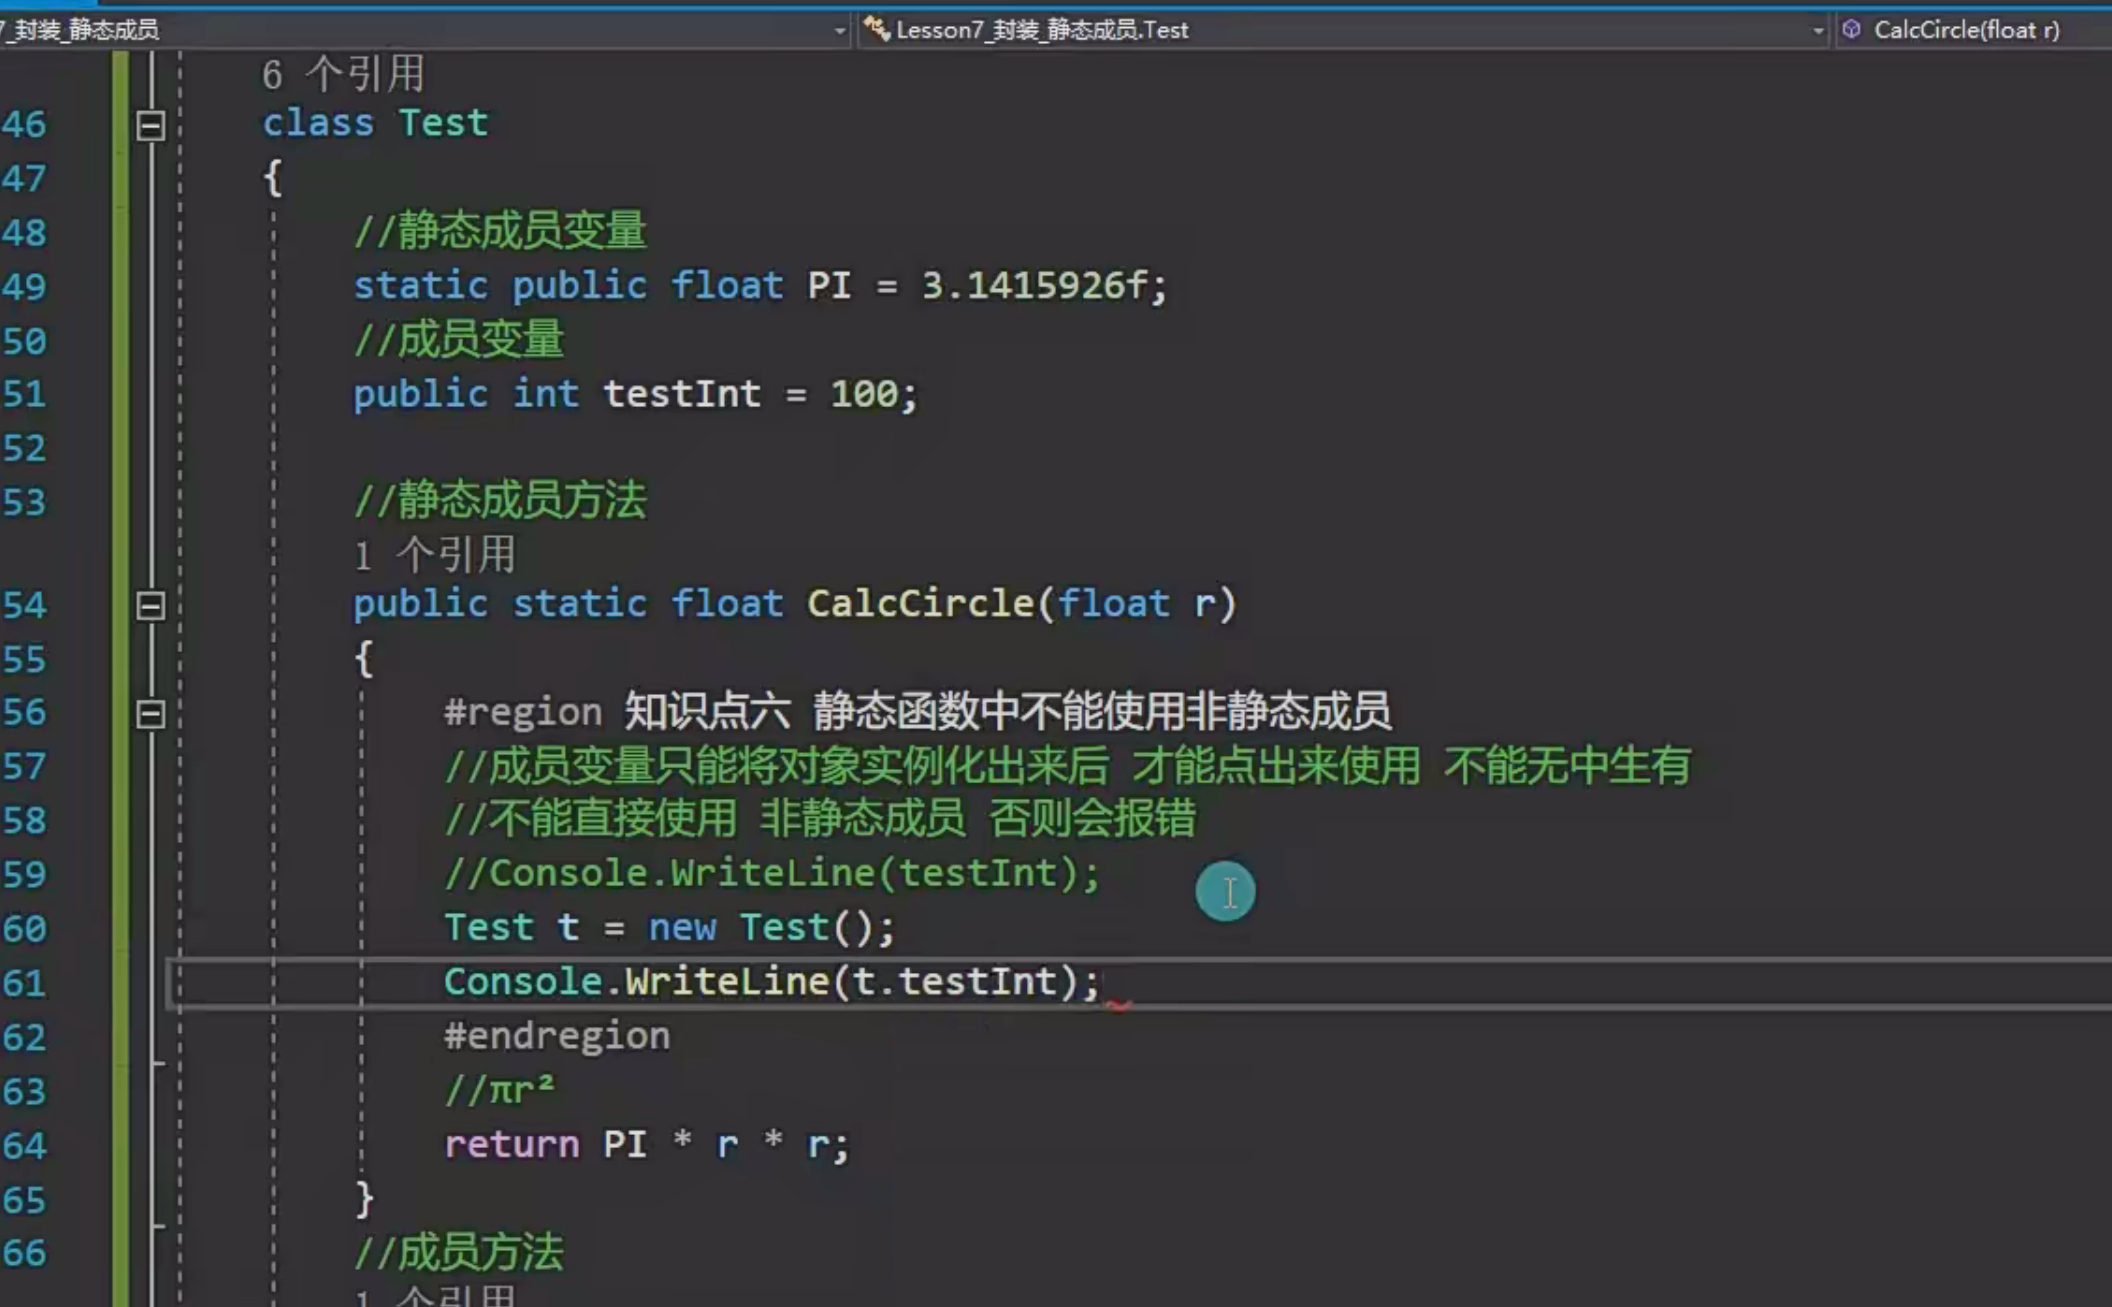 7_封装_静态成员
Lesson7_封装_静态成员.Test
CalcCircle(float r)
6 个引用
46 class Test
47 {
48 //静态成员变量
49 static public float PI = 3.1415926f;
50 //成员变量
51 public int testInt = 100;
52
53 //静态成员方法
1 个引用
54 public static float CalcCircle(float r)
55 {
56 #region 知识点六 静态函数中不能使用非静态成员
57 //成员变量只能将对象实例化出来后 才能点出来使用 不能无中生有
58 //不能直接使用 非静态成员 否则会报错
59 //Console.WriteLine(testInt);
60 Test t = new Test();
61 Console.WriteLine(t.testInt);
62 #endregion
63 //πr²
64 return PI * r * r;
65 }
66 //成员方法
1 个引用